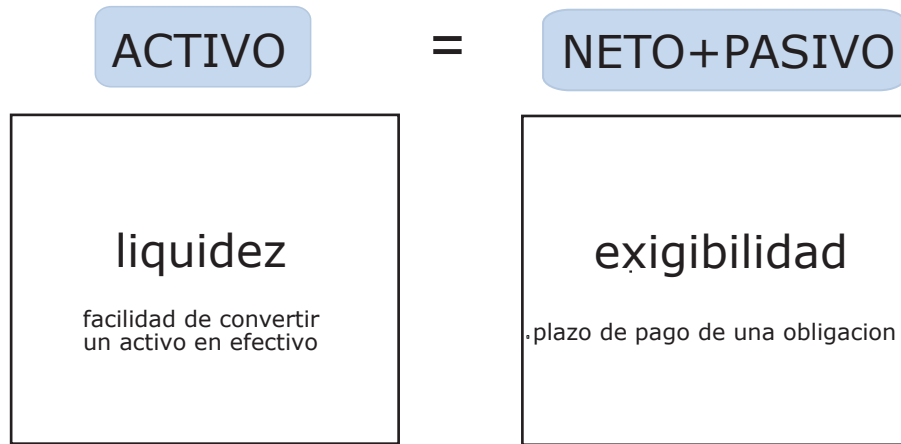 ACTIVO = NETO+PASIVO
liquidez
facilidad de convertir
un activo en efectivo
exigibilidad
plazo de pago de una obligacion